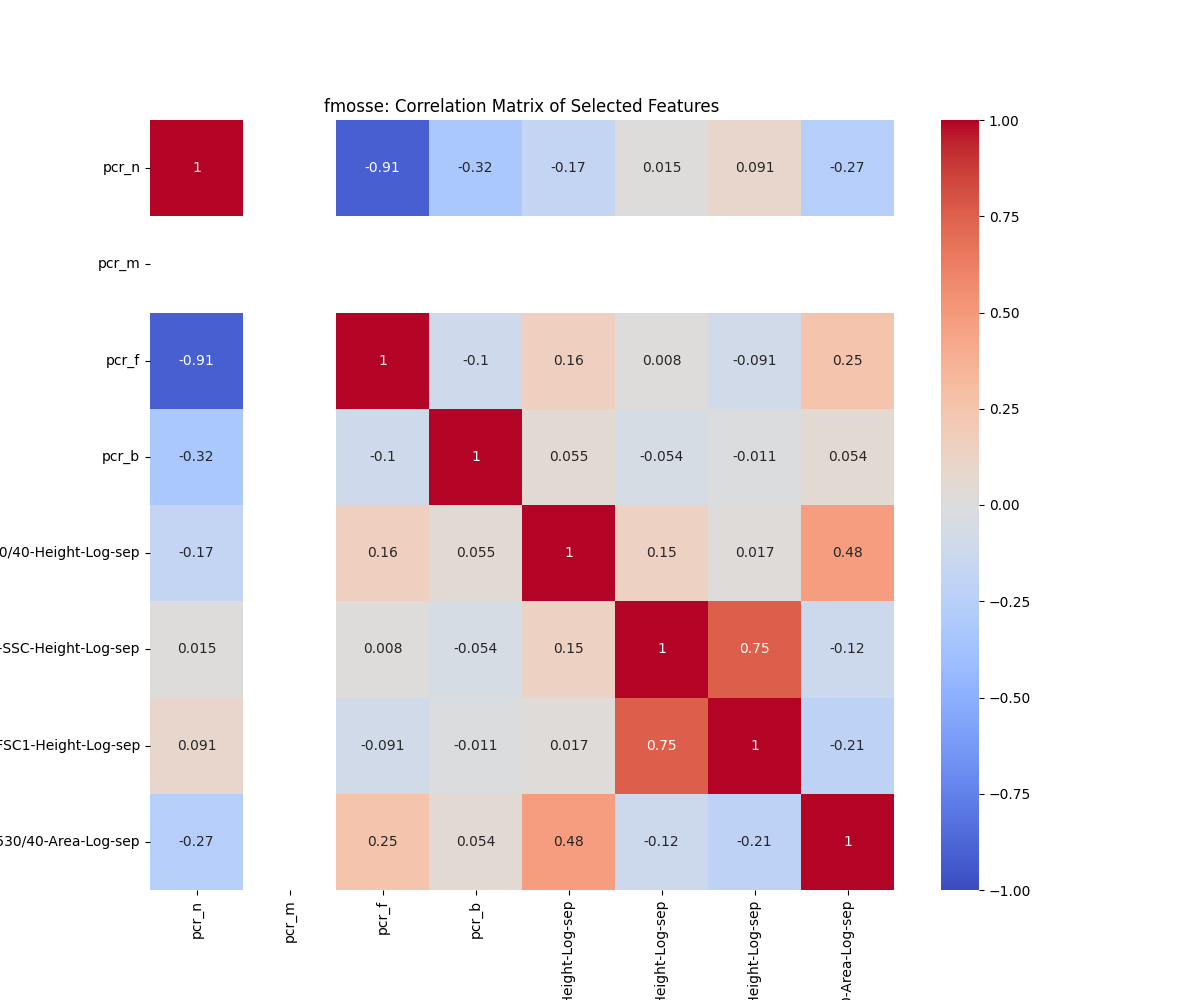 fmosse: Correlation Matrix of Selected Features
pcr_n 1 -0.91 -0.32 -0.17 0.015 0.091 -0.27
pcr_m
pcr_f -0.91 1 -0.1 0.16 0.008 -0.091 0.25
pcr_b -0.32 -0.1 1 0.055 -0.054 -0.011 0.054
0/40-Height-Log-sep -0.17 0.16 0.055 1 0.15 0.017 0.48
-SSC-Height-Log-sep 0.015 0.008 -0.054 0.15 1 0.75 -0.12
FSC1-Height-Log-sep 0.091 -0.091 -0.011 0.017 0.75 1 -0.21
530/40-Area-Log-sep -0.27 0.25 0.054 0.48 -0.12 -0.21 1
pcr_n
pcr_m
pcr_f
pcr_b
Height-Log-sep
Height-Log-sep
Height-Log-sep
-Area-Log-sep
1.00
0.75
0.50
0.25
0.00
−0.25
−0.50
−0.75
−1.00